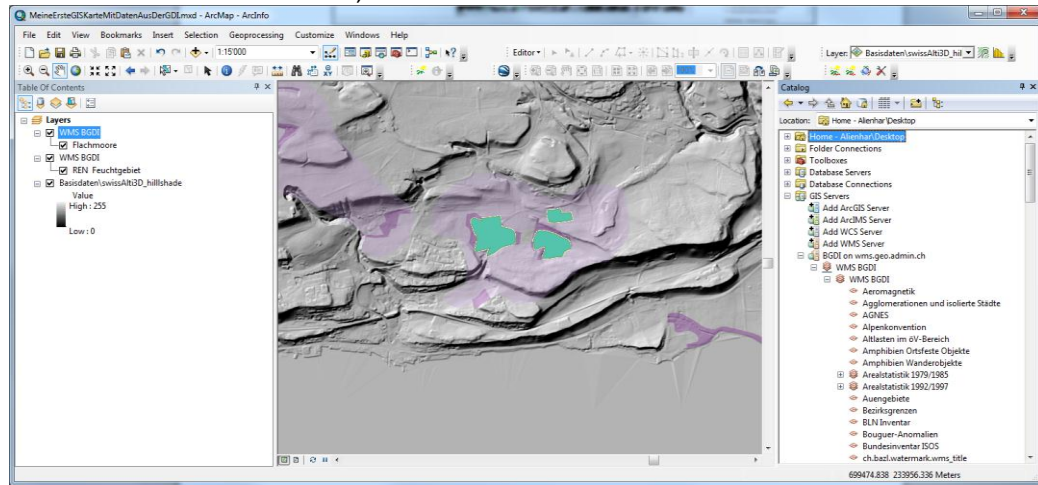 MeineErsteGISKarteMitDatenAusDerGDI.mxd - ArcMap - ArcInfo
File Edit View Bookmarks Insert Selection Geoprocessing Customize Windows Help
1:15'000
Editor
Layer: Basisdaten\swissAlti3D_hil
Table Of Contents
Layers
WMS BGDI
Flachmoore
WMS BGDI
REN Feuchtgebiet
Basisdaten\swissAlti3D_hillshade
Value
High : 255
Low : 0
Catalog
Location: Home - Alienhar\Desktop
Home - Alienhar\Desktop
Folder Connections
Toolboxes
Database Servers
Database Connections
GIS Servers
Add ArcGIS Server
Add ArcIMS Server
Add WCS Server
Add WMS Server
BGDI on wms.geo.admin.ch
WMS BGDI
WMS BGDI
Aeromagnetik
Agglomerationen und isolierte Städte
AGNES
Alpenkonvention
Altlasten im öV-Bereich
Amphibien Ortsfeste Objekte
Amphibien Wanderobjekte
Arealstatistik 1979/1985
Arealstatistik 1992/1997
Auengebiete
Bezirksgrenzen
BLN Inventar
Bouguer-Anomalien
Bundesinventar ISOS
ch.bazl.watermark.wms_title
699474.838 233956.336 Meters